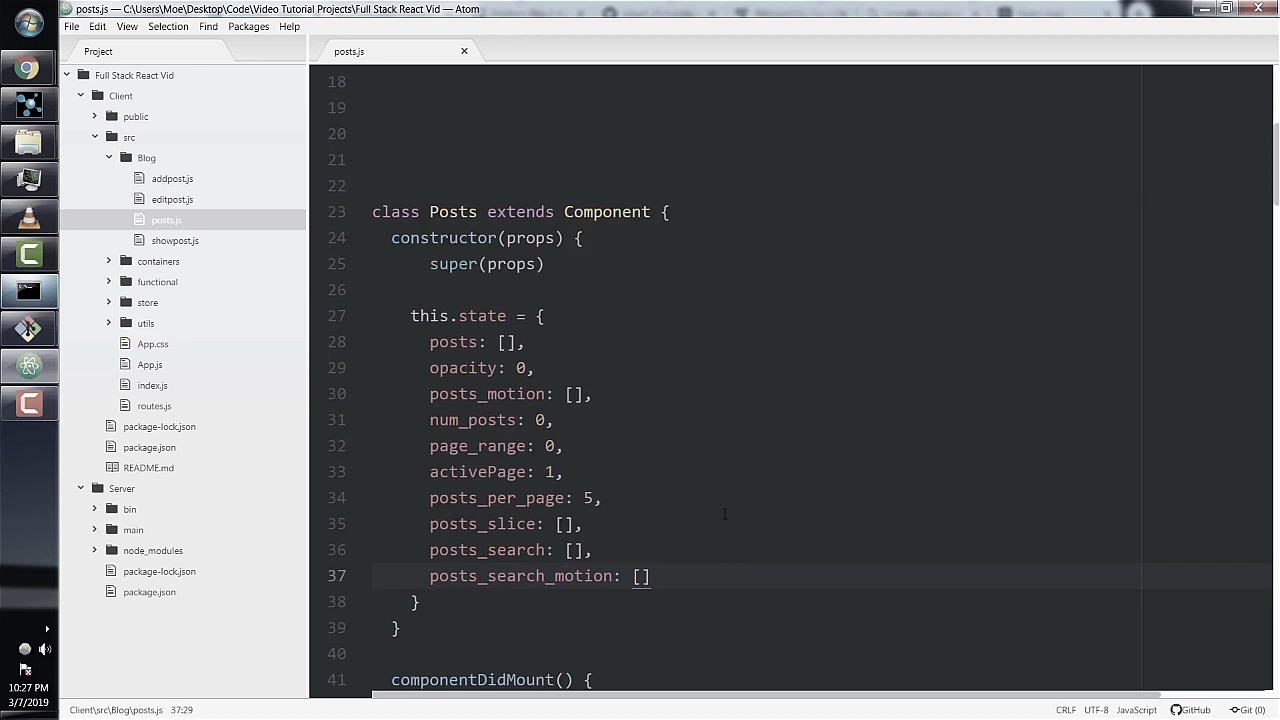 posts.js — C:\Users\Moe\Desktop\Code\Video Tutorial Projects\Full Stack React Vid — Atom
File Edit View Selection Find Packages Help
Project
posts.js
Full Stack React Vid
Client
public
src
Blog
addpost.js
editpost.js
posts.js
showpost.js
containers
functional
store
utils
App.css
App.js
index.js
routes.js
package-lock.json
package.json
README.md
Server
bin
main
node_modules
package-lock.json
package.json
18
19
20
21
22
23 class Posts extends Component {
24 constructor(props) {
25 super(props)
26
27 this.state = {
28 posts: [],
29 opacity: 0,
30 posts_motion: [],
31 num_posts: 0,
32 page_range: 0,
33 activePage: 1,
34 posts_per_page: 5,
35 posts_slice: [],
36 posts_search: [],
37 posts_search_motion: []
38 }
39 }
40
41 componentDidMount() {
10:27 PM
3/7/2019
Client\src\Blog\posts.js 37:29
CRLF UTF-8 JavaScript GitHub Git (0)